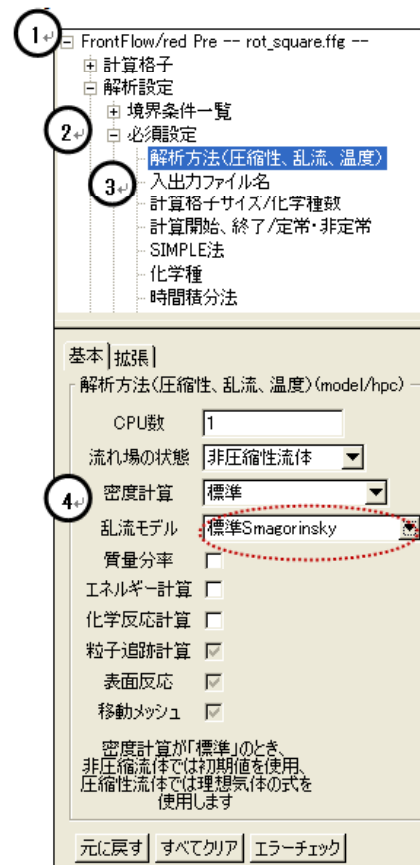 1
FrontFlow/red Pre -- rot_square.ffg --
計算格子
解析設定
境界条件一覧
2
必須設定
解析方法(圧縮性、乱流、温度)
3
入出力ファイル名
計算格子サイズ/化学種数
計算開始、終了/定常・非定常
SIMPLE法
化学種
時間積分法
基本 拡張
解析方法(圧縮性、乱流、温度)(model/hpc)
CPU数 1
流れ場の状態 非圧縮性流体
4
密度計算 標準
乱流モデル 標準Smagorinsky
質量分率
エネルギー計算
化学反応計算
粒子追跡計算
表面反応
移動メッシュ
密度計算が「標準」のとき、
非圧縮流体では初期値を使用、
圧縮性流体では理想気体の式を
使用します
元に戻す すべてクリア エラーチェック